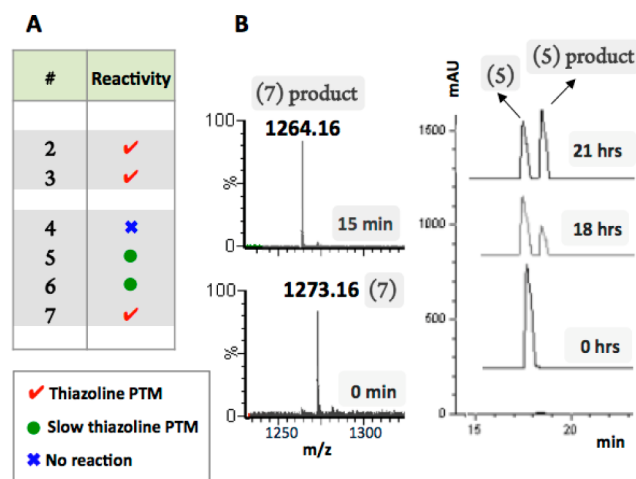 A
# Reactivity
2 ✔
3 ✔
4 ✖
5 ●
6 ●
7 ✔
✔ Thiazoline PTM
● Slow thiazoline PTM
✖ No reaction
B
(7) product
100
1264.16
%
15 min
0
100
1273.16 (7)
%
0 min
0
1250 1300
m/z
(5) (5) product
mAU
1500
21 hrs
1000
18 hrs
500
0 hrs
0
15 20 min